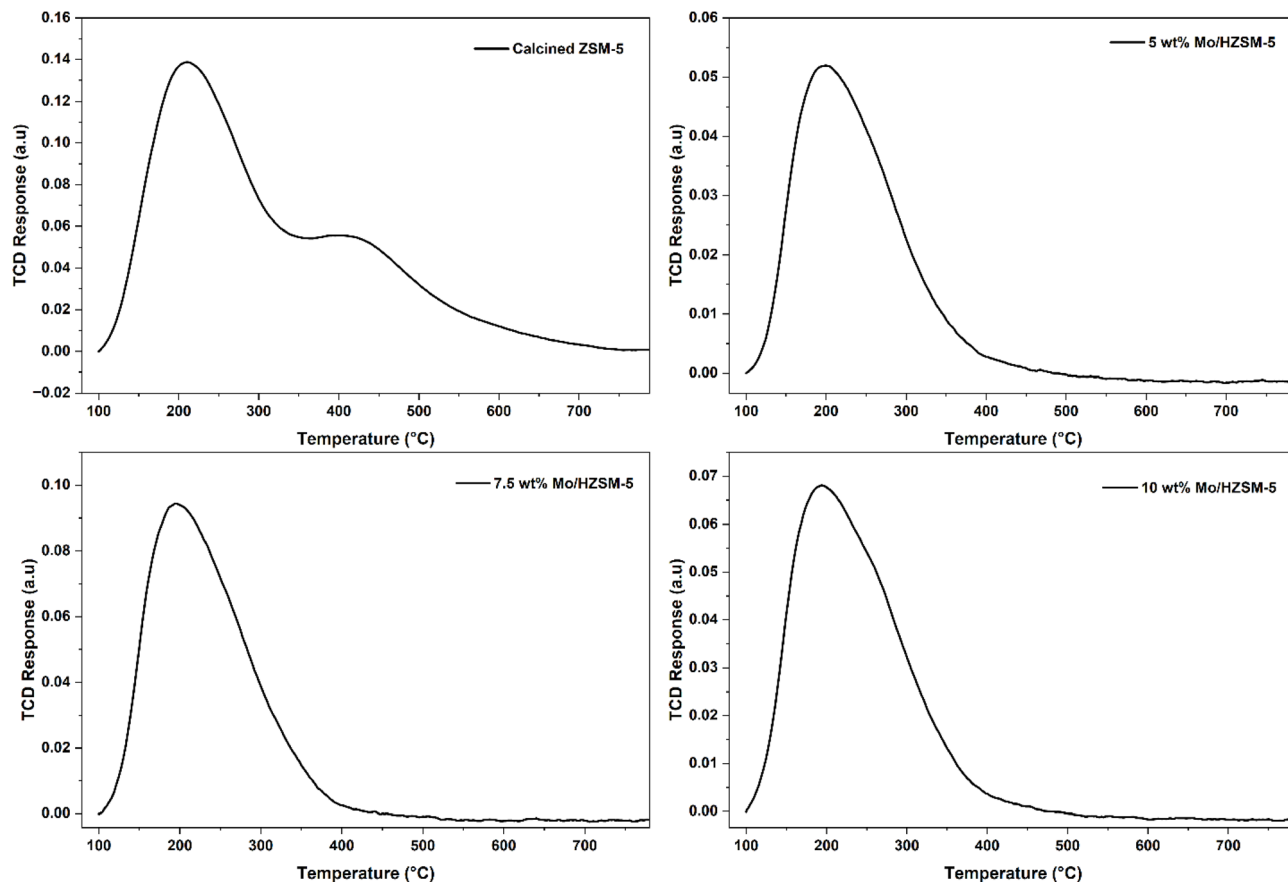 Calcined ZSM-5
TCD Response (a.u)
0.16
0.14
0.12
0.10
0.08
0.06
0.04
0.02
0.00
−0.02
100 200 300 400 500 600 700
Temperature (°C)
5 wt% Mo/HZSM-5
TCD Response (a.u)
0.06
0.05
0.04
0.03
0.02
0.01
0.00
100 200 300 400 500 600 700
Temperature (°C)
7.5 wt% Mo/HZSM-5
TCD Response (a.u)
0.10
0.08
0.06
0.04
0.02
0.00
100 200 300 400 500 600 700
Temperature (°C)
10 wt% Mo/HZSM-5
TCD Response (a.u)
0.07
0.06
0.05
0.04
0.03
0.02
0.01
0.00
100 200 300 400 500 600 700
Temperature (°C)